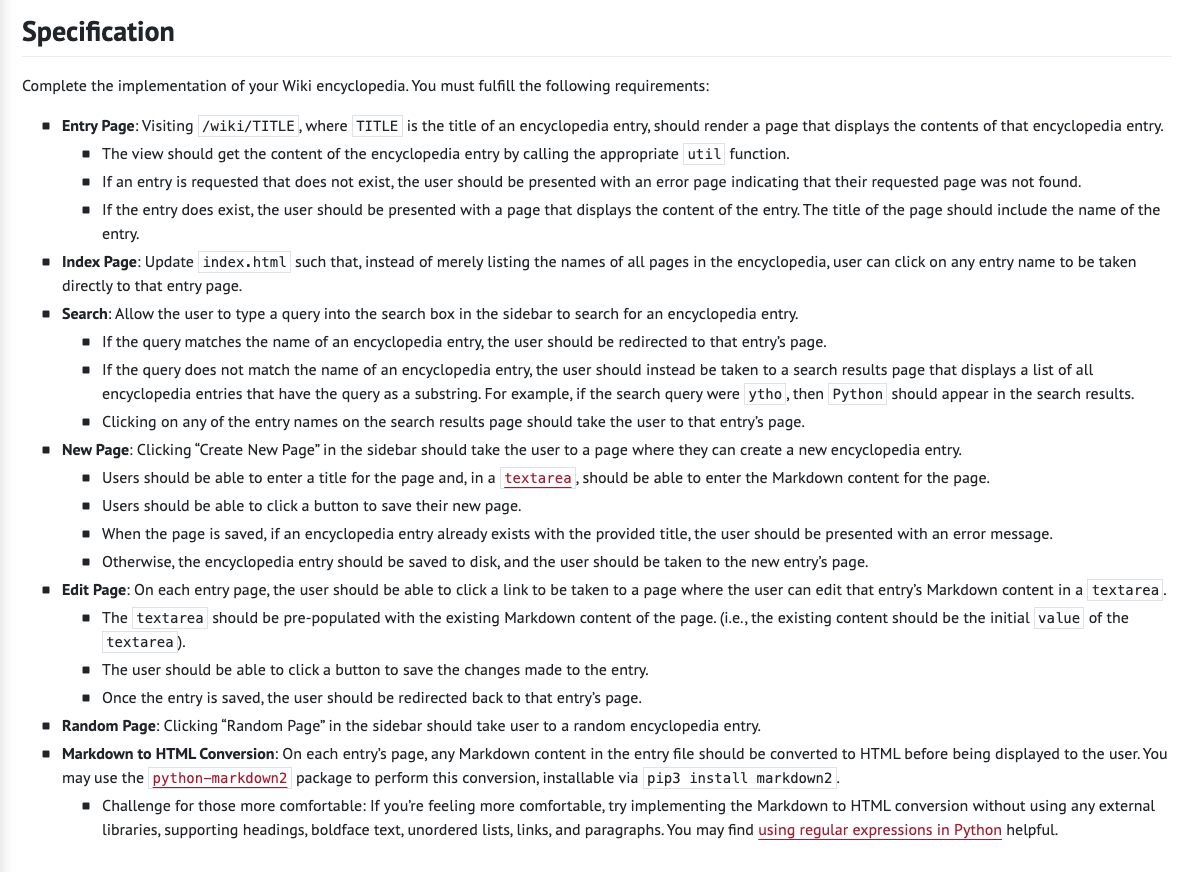 Specification
Complete the implementation of your Wiki encyclopedia. You must fulfill the following requirements:
Entry Page: Visiting /wiki/TITLE, where TITLE is the title of an encyclopedia entry, should render a page that displays the contents of that encyclopedia entry.
The view should get the content of the encyclopedia entry by calling the appropriate util function.
If an entry is requested that does not exist, the user should be presented with an error page indicating that their requested page was not found.
If the entry does exist, the user should be presented with a page that displays the content of the entry. The title of the page should include the name of the
entry.
Index Page: Update index.html such that, instead of merely listing the names of all pages in the encyclopedia, user can click on any entry name to be taken
directly to that entry page.
Search: Allow the user to type a query into the search box in the sidebar to search for an encyclopedia entry.
If the query matches the name of an encyclopedia entry, the user should be redirected to that entry’s page.
If the query does not match the name of an encyclopedia entry, the user should instead be taken to a search results page that displays a list of all
encyclopedia entries that have the query as a substring. For example, if the search query were ytho, then Python should appear in the search results.
Clicking on any of the entry names on the search results page should take the user to that entry’s page.
New Page: Clicking “Create New Page” in the sidebar should take the user to a page where they can create a new encyclopedia entry.
Users should be able to enter a title for the page and, in a textarea, should be able to enter the Markdown content for the page.
Users should be able to click a button to save their new page.
When the page is saved, if an encyclopedia entry already exists with the provided title, the user should be presented with an error message.
Otherwise, the encyclopedia entry should be saved to disk, and the user should be taken to the new entry’s page.
Edit Page: On each entry page, the user should be able to click a link to be taken to a page where the user can edit that entry’s Markdown content in a textarea.
The textarea should be pre-populated with the existing Markdown content of the page. (i.e., the existing content should be the initial value of the
textarea).
The user should be able to click a button to save the changes made to the entry.
Once the entry is saved, the user should be redirected back to that entry’s page.
Random Page: Clicking “Random Page” in the sidebar should take user to a random encyclopedia entry.
Markdown to HTML Conversion: On each entry’s page, any Markdown content in the entry file should be converted to HTML before being displayed to the user. You
may use the python-markdown2 package to perform this conversion, installable via pip3 install markdown2.
Challenge for those more comfortable: If you’re feeling more comfortable, try implementing the Markdown to HTML conversion without using any external
libraries, supporting headings, boldface text, unordered lists, links, and paragraphs. You may find using regular expressions in Python helpful.